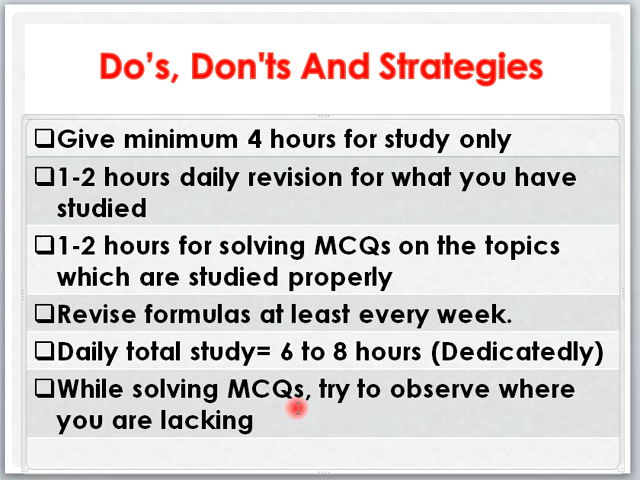 Do’s, Don'ts And Strategies
❑Give minimum 4 hours for study only
❑1-2 hours daily revision for what you have
studied
❑1-2 hours for solving MCQs on the topics
which are studied properly
❑Revise formulas at least every week.
❑Daily total study= 6 to 8 hours (Dedicatedly)
❑While solving MCQs, try to observe where
you are lacking